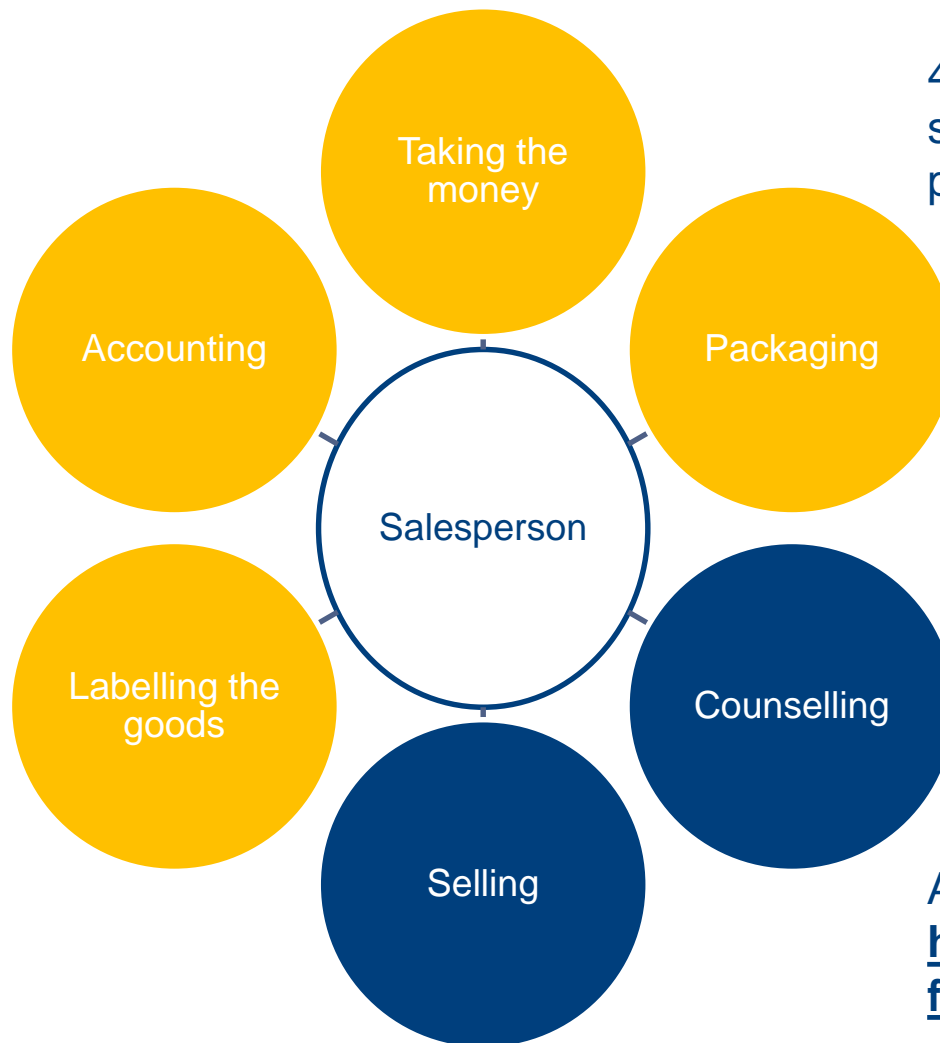 Taking the
money
Accounting
Packaging
Salesperson
Labelling the
goods
Counselling
Selling